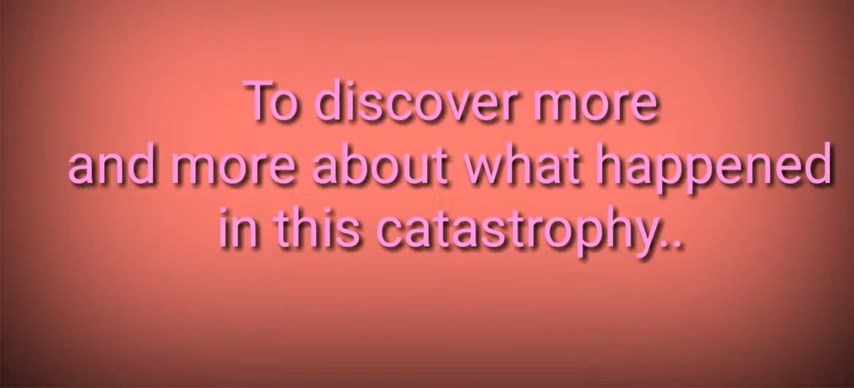 To discover more
and more about what happened
in this catastrophy..